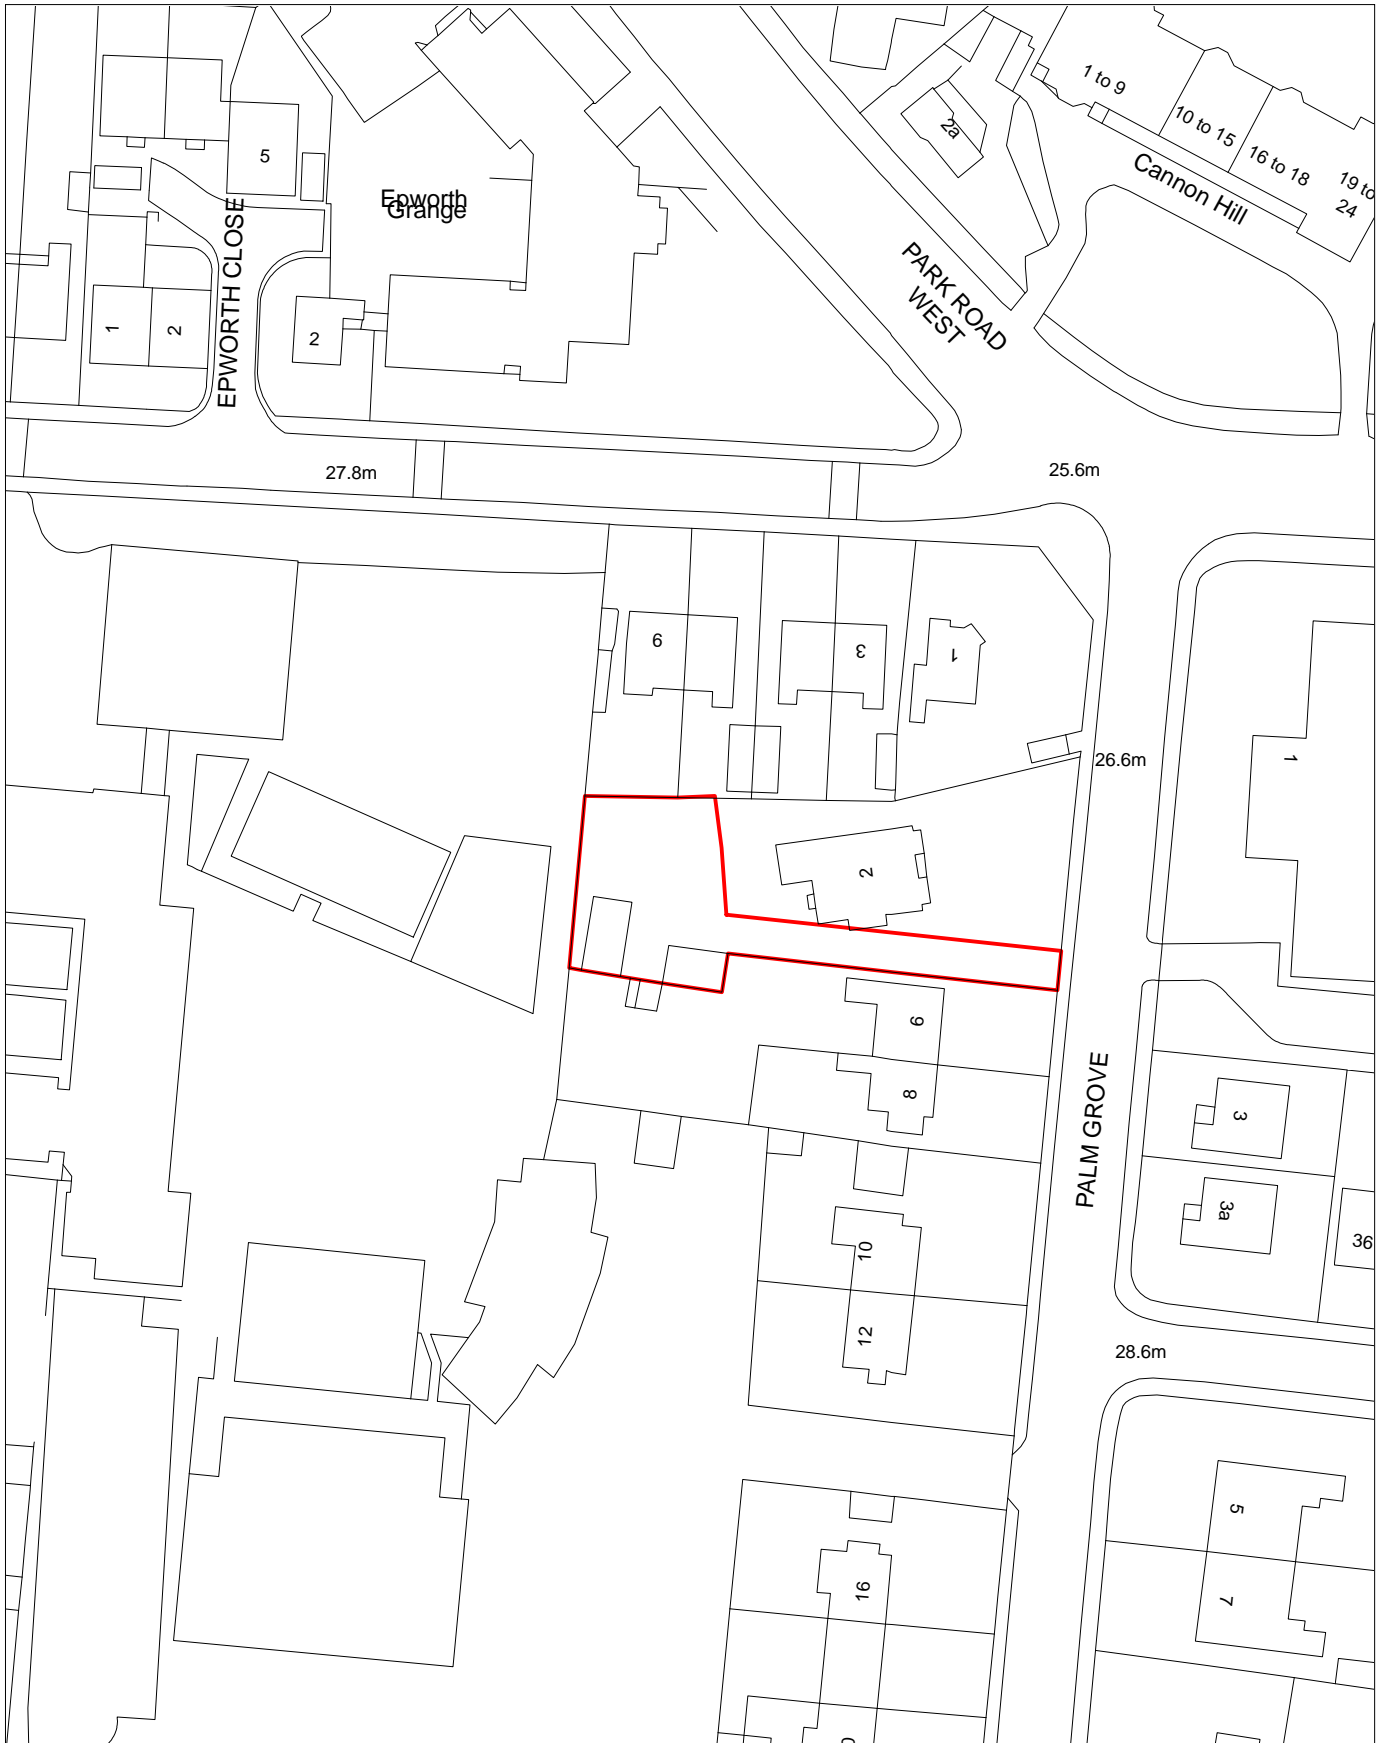 1 to 9
10 to 15
16 to 18
19 to
24
Cannon Hill
2a
5
Epworth
Grange
EPWORTH CLOSE
PARK ROAD
WEST
1
2
2
27.8m
25.6m
9
3
1
26.6m
1
2
6
8
PALM GROVE
3
3a
36
10
12
28.6m
5
7
16